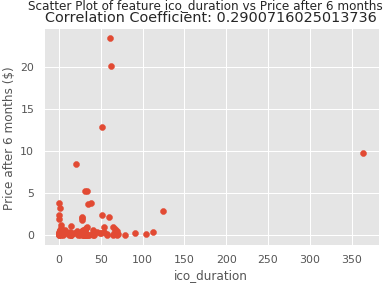 Scatter Plot of feature ico_duration vs Price after 6 months
Correlation Coefficient: 0.2900716025013736
Price after 6 months ($)
20
15
10
5
0
0 50 100 150 200 250 300 350
ico_duration